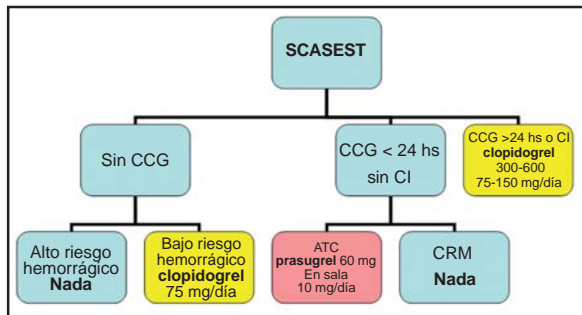 SCASEST
Sin CCG
CCG < 24 hs
sin CI
CCG >24 hs o CI
clopidogrel
300-600
75-150 mg/día
Alto riesgo
hemorrágico
Nada
Bajo riesgo
hemorrágico
clopidogrel
75 mg/día
ATC
prasugrel 60 mg
En sala
10 mg/día
CRM
Nada